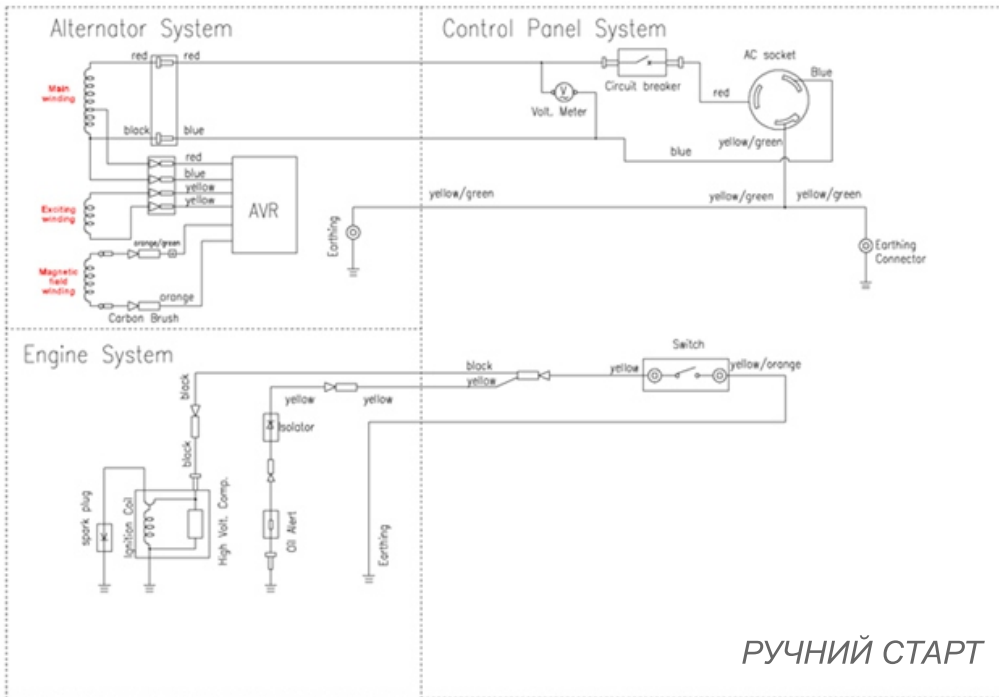 Alternator System
Control Panel System
red
red
Main
winding
black
blue
red
blue
yellow
yellow
AVR
Exciting
winding
orange/green
Magnetic
field
winding
orange
Carbon Brush
Volt. Meter
Circuit breaker
red
AC socket
Blue
yellow/green
blue
yellow/green
yellow/green
yellow/green
Earthing
Earthing
Connector
Engine System
black
yellow
yellow
yellow
black
black
Isolator
spark plug
Ignition Coil
High Volt. Comp.
Oil Alert
Earthing
Switch
yellow
yellow/orange
РУЧНИЙ СТАРТ